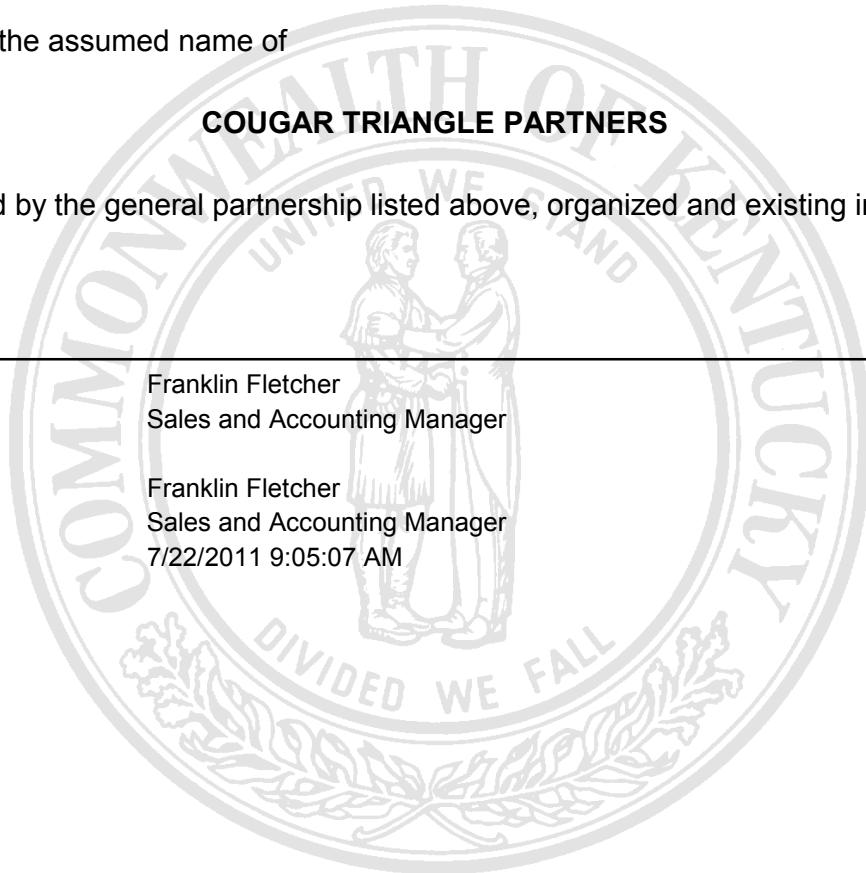 the assumed name of
COUGAR TRIANGLE PARTNERS
by the general partnership listed above, organized and existing
Franklin Fletcher
Sales and Accounting Manager
Franklin Fletcher
Sales and Accounting Manager
7/22/2011 9:05:07 AM
COMMONWEALTH OF KENTUCKY
UNITED WE STAND
DIVIDED WE FALL